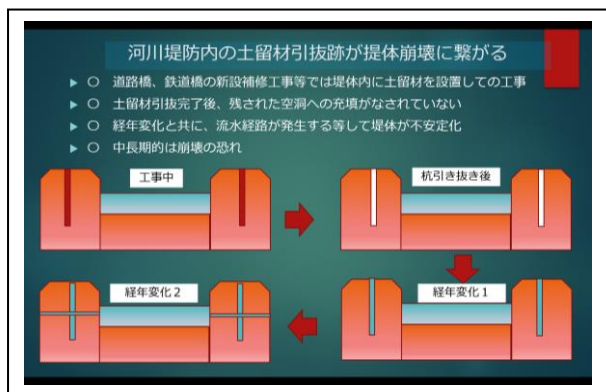 河川堤防内の土留材引抜跡が提体崩壊に繋がる
▶ 〇 道路橋、鉄道橋の新設補修工事等では堤体内に土留材を設置しての工事
▶ 〇 土留材引抜完了後、残された空洞への充填がなされていない
▶ 〇 経年変化と共に、流水経路が発生する等して堤体が不安定化
▶ 〇 中長期的は崩壊の恐れ
工事中
杭引き抜き後
経年変化2
経年変化1